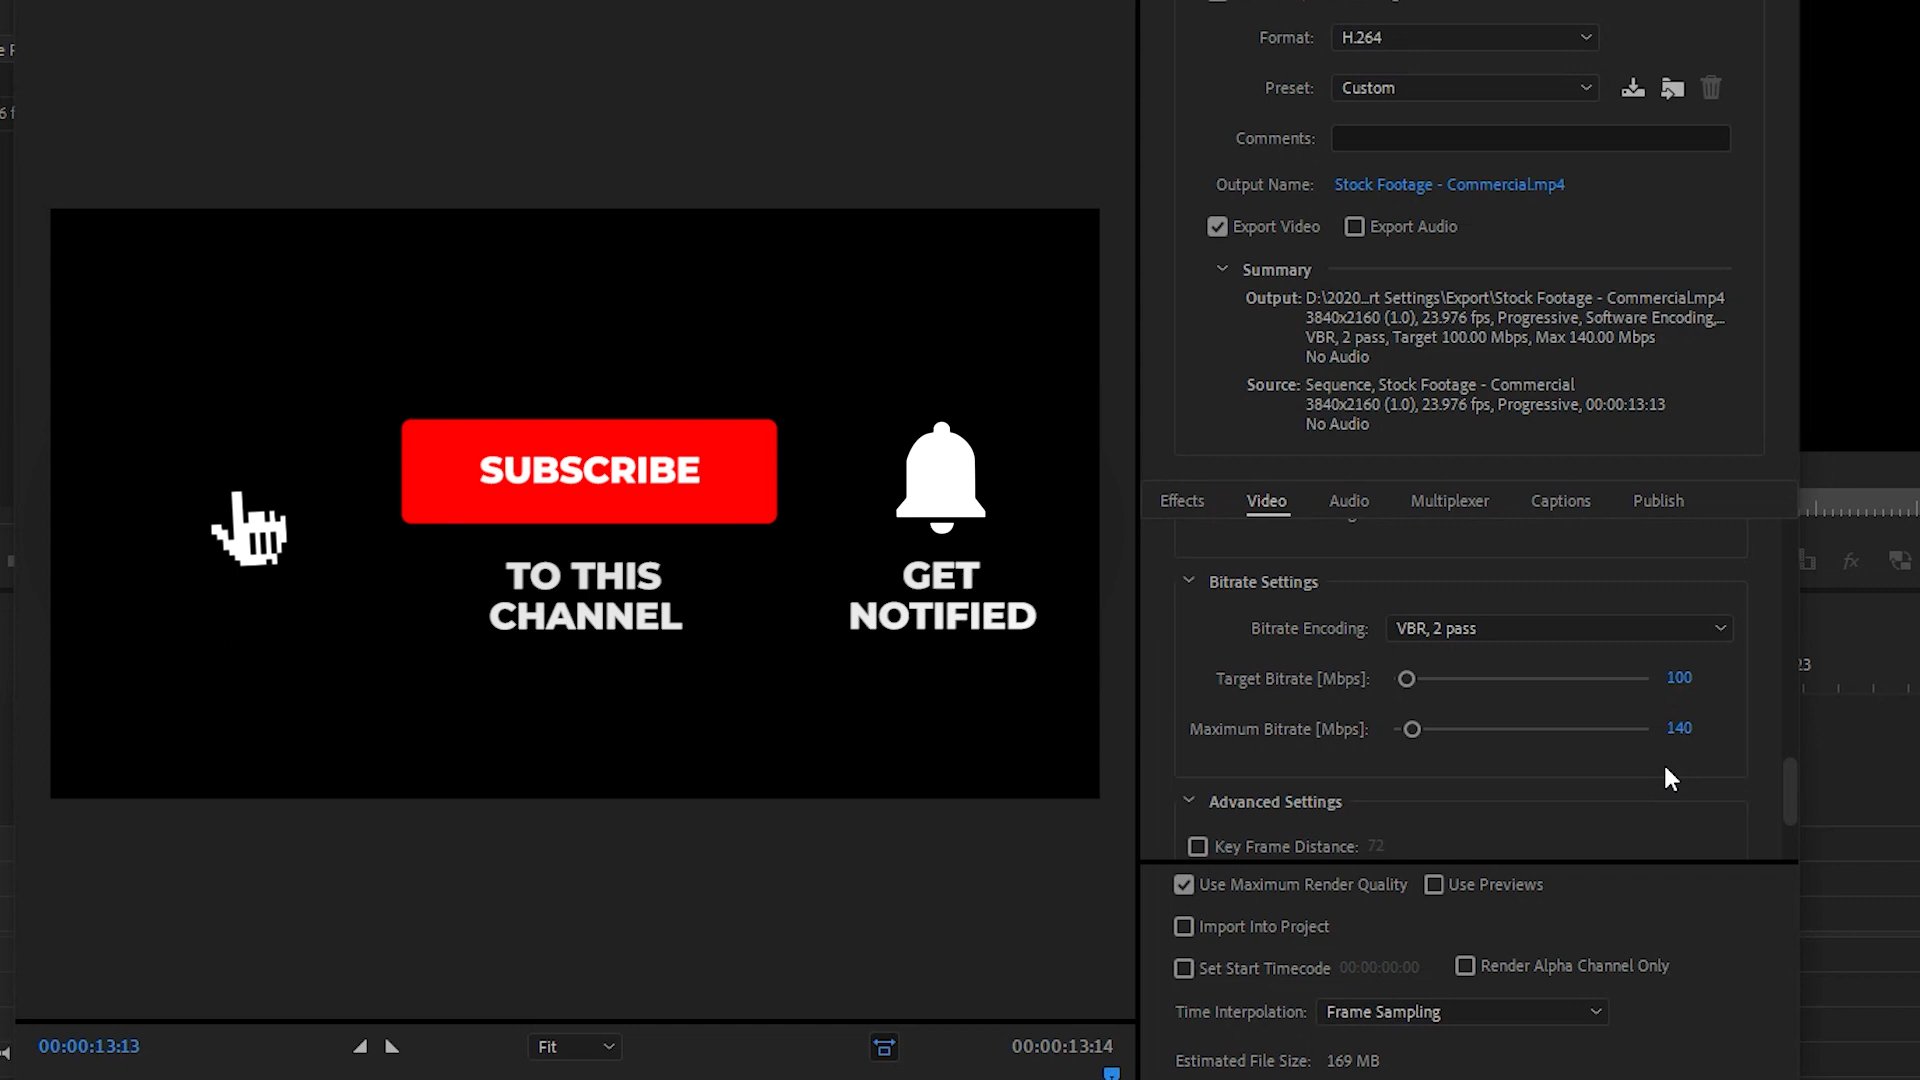 SUBSCRIBE
TO THIS
CHANNEL
GET
NOTIFIED
00:00:13:13
Fit
00:00:13:14
Format: H.264
Preset: Custom
Comments:
Output Name: Stock Footage - Commercial.mp4
Export Video Export Audio
Summary
Output: D:\2020...rt Settings\Export\Stock Footage - Commercial.mp4
3840x2160 (1.0), 23.976 fps, Progressive, Software Encoding,...
VBR, 2 pass, Target 100.00 Mbps, Max 140.00 Mbps
No Audio
Source: Sequence, Stock Footage - Commercial
3840x2160 (1.0), 23.976 fps, Progressive, 00:00:13:13
No Audio
Effects Video Audio Multiplexer Captions Publish
Bitrate Settings
Bitrate Encoding: VBR, 2 pass
Target Bitrate [Mbps]: 100
Maximum Bitrate [Mbps]: 140
Advanced Settings
Key Frame Distance: 72
Use Maximum Render Quality Use Previews
Import Into Project
Set Start Timecode 00:00:00:00 Render Alpha Channel Only
Time Interpolation: Frame Sampling
Estimated File Size: 169 MB
fx